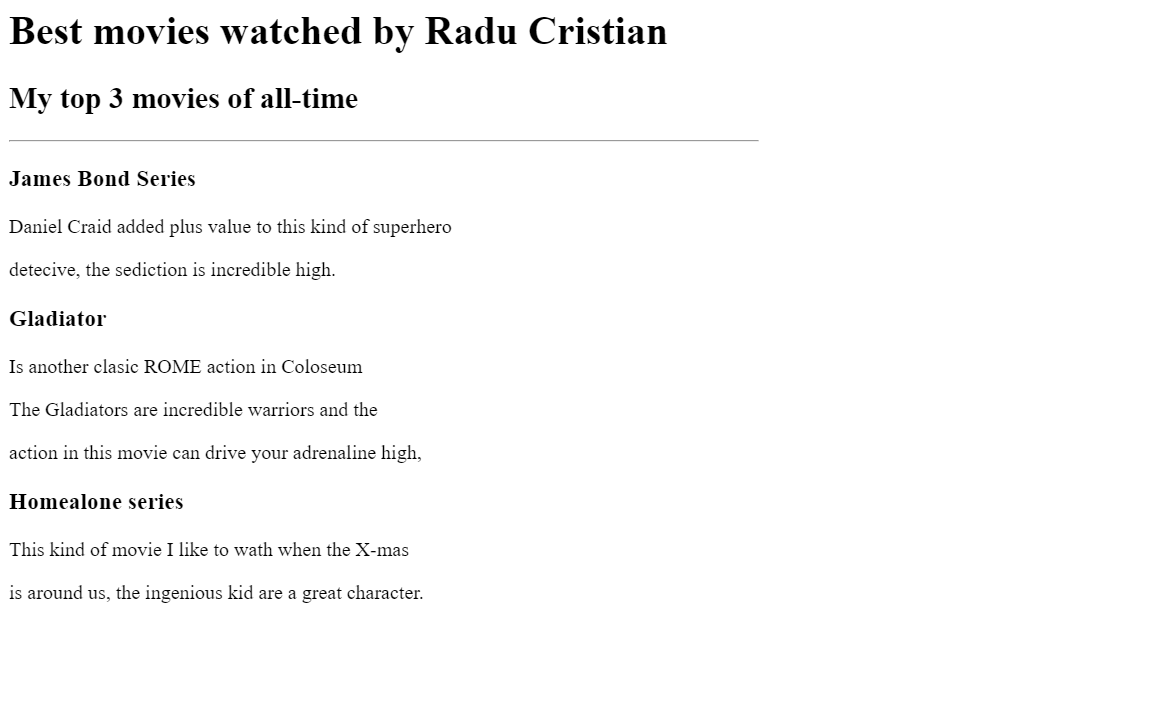 Best movies watched by Radu Cristian
My top 3 movies of all-time
James Bond Series
Daniel Craid added plus value to this kind of superhero
detecive, the sediction is incredible high.
Gladiator
Is another clasic ROME action in Coloseum
The Gladiators are incredible warriors and the
action in this movie can drive your adrenaline high,
Homealone series
This kind of movie I like to wath when the X-mas
is around us, the ingenious kid are a great character.